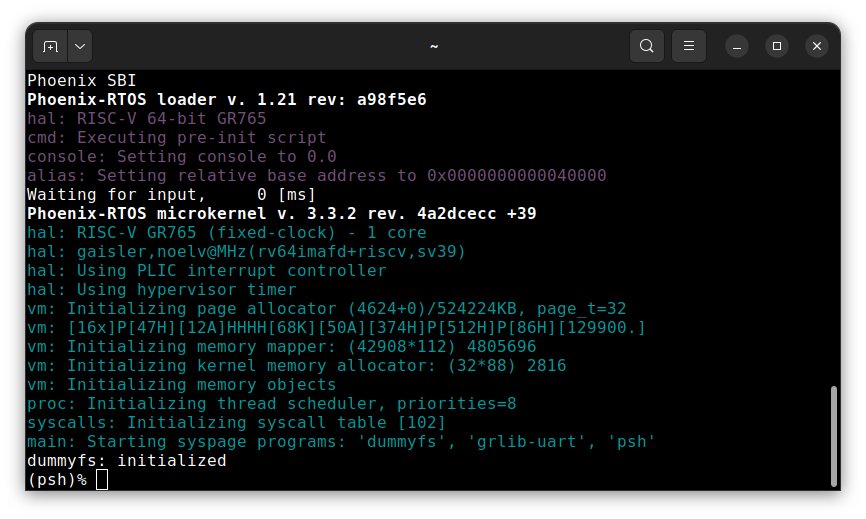 ~
Phoenix SBI
Phoenix-RTOS loader v. 1.21 rev: a98f5e6
hal: RISC-V 64-bit GR765
cmd: Executing pre-init script
console: Setting console to 0.0
alias: Setting relative base address to 0x0000000000040000
Waiting for input,     0 [ms]
Phoenix-RTOS microkernel v. 3.3.2 rev. 4a2dcecc +39
hal: RISC-V GR765 (fixed-clock) - 1 core
hal: gaisler,noelv@MHz(rv64imafd+riscv,sv39)
hal: Using PLIC interrupt controller
hal: Using hypervisor timer
vm: Initializing page allocator (4624+0)/524224KB, page_t=32
vm: [16x]P[47H][12A]HHHH[68K][50A][374H]P[512H]P[86H][129900.]
vm: Initializing memory mapper: (42908*112) 4805696
vm: Initializing kernel memory allocator: (32*88) 2816
vm: Initializing memory objects
proc: Initializing thread scheduler, priorities=8
syscalls: Initializing syscall table [102]
main: Starting syspage programs: 'dummyfs', 'grlib-uart', 'psh'
dummyfs: initialized
(psh)%